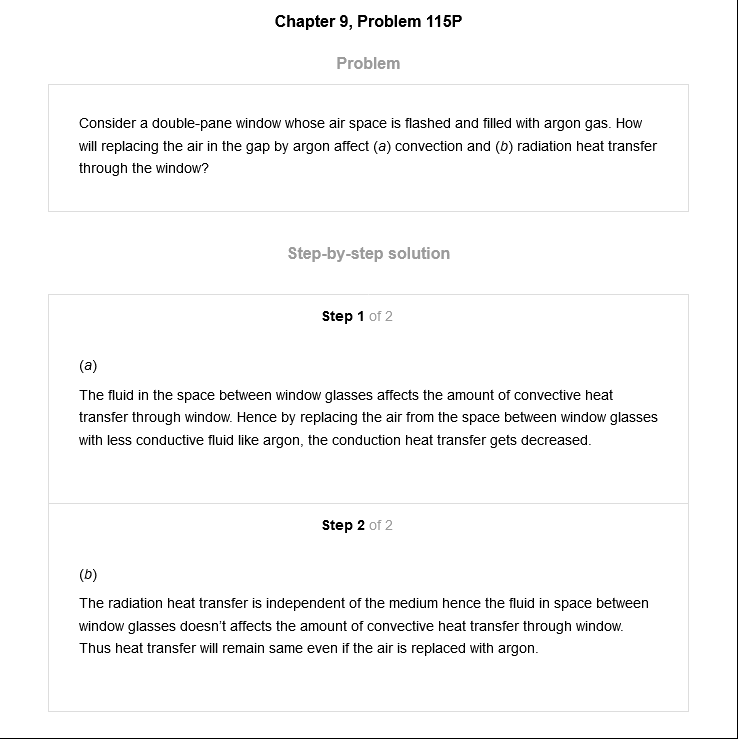 Chapter 9, Problem 115P
Problem
Consider a double-pane window whose air space is flashed and filled with argon gas. How
will replacing the air in the gap by argon affect (a) convection and (b) radiation heat transfer
through the window?
Step-by-step solution
Step 1 of 2
(a)
The fluid in the space between window glasses affects the amount of convective heat
transfer through window. Hence by replacing the air from the space between window glasses
with less conductive fluid like argon, the conduction heat transfer gets decreased.
Step 2 of 2
(b)
The radiation heat transfer is independent of the medium hence the fluid in space between
window glasses doesn't affects the amount of convective heat transfer through window.
Thus heat transfer will remain same even if the air is replaced with argon.